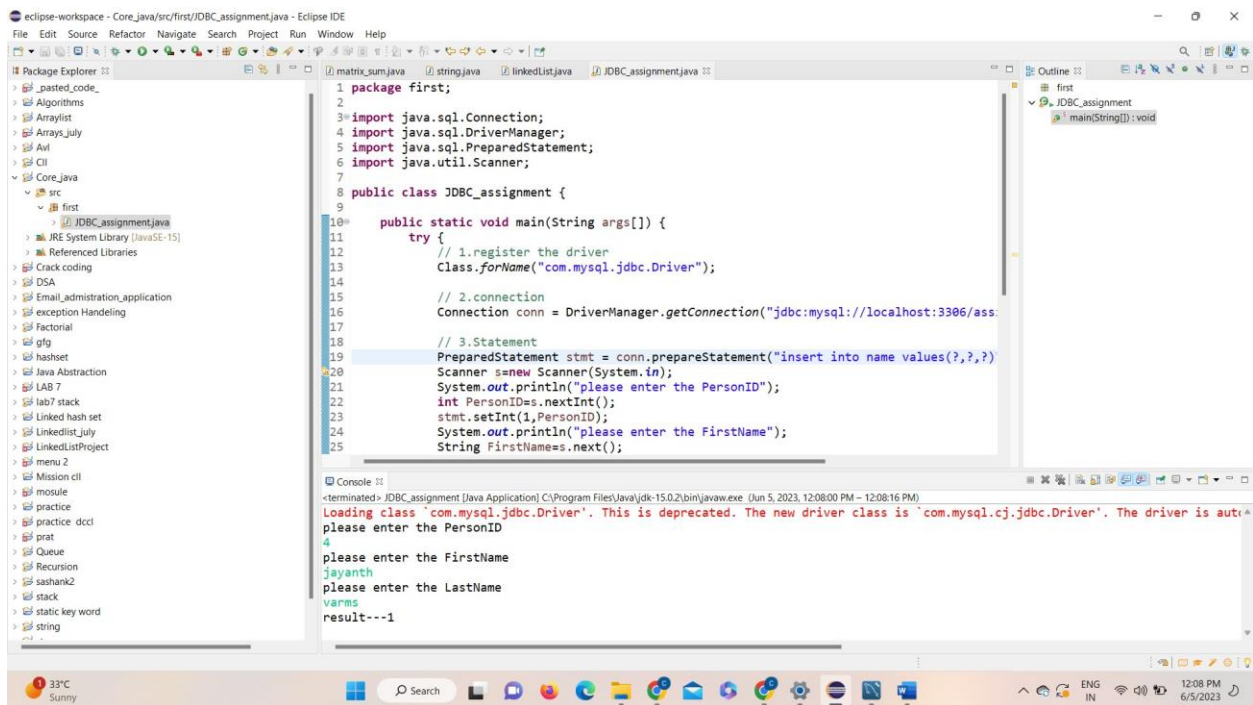 eclipse-workspace - Core_java/src/first/JDBC_assignment.java - Eclipse IDE
File Edit Source Refactor Navigate Search Project Run Window Help
Package Explorer
_pasted_code_
Algorithms
Arraylist
Arrays_july
Avl
Cll
Core_java
src
first
JDBC_assignment.java
JRE System Library [JavaSE-15]
Referenced Libraries
Crack coding
DSA
Email_admistration_application
exception Handeling
Factorial
gfg
hashset
Java Abstraction
LAB 7
lab7 stack
Linked hash set
Linkedlist_july
LinkedListProject
menu 2
Mission cll
mosule
practice
practice dccl
prat
Queue
Recursion
sashank2
stack
static key word
string
matrix_sum.java string.java linkedList.java JDBC_assignment.java
1 package first;
2
3 import java.sql.Connection;
4 import java.sql.DriverManager;
5 import java.sql.PreparedStatement;
6 import java.util.Scanner;
7
8 public class JDBC_assignment {
9
10 public static void main(String args[]) {
11 try {
12 // 1.register the driver
13 Class.forName("com.mysql.jdbc.Driver");
14
15 // 2.connection
16 Connection conn = DriverManager.getConnection("jdbc:mysql://localhost:3306/ass
17
18 // 3.Statement
19 PreparedStatement stmt = conn.prepareStatement("insert into name values(?,?,?)
20 Scanner s=new Scanner(System.in);
21 System.out.println("please enter the PersonID");
22 int PersonID=s.nextInt();
23 stmt.setInt(1,PersonID);
24 System.out.println("please enter the FirstName");
25 String FirstName=s.next();
Outline
first
JDBC_assignment
main(String[]) : void
Console
<terminated> JDBC_assignment [Java Application] C:\Program Files\Java\jdk-15.0.2\bin\javaw.exe (Jun 5, 2023, 12:08:00 PM – 12:08:16 PM)
Loading class `com.mysql.jdbc.Driver'. This is deprecated. The new driver class is `com.mysql.cj.jdbc.Driver'. The driver is auto
please enter the PersonID
4
please enter the FirstName
jayanth
please enter the LastName
varms
result---1
1
33°C
Sunny
Search
ENG
IN
12:08 PM
6/5/2023